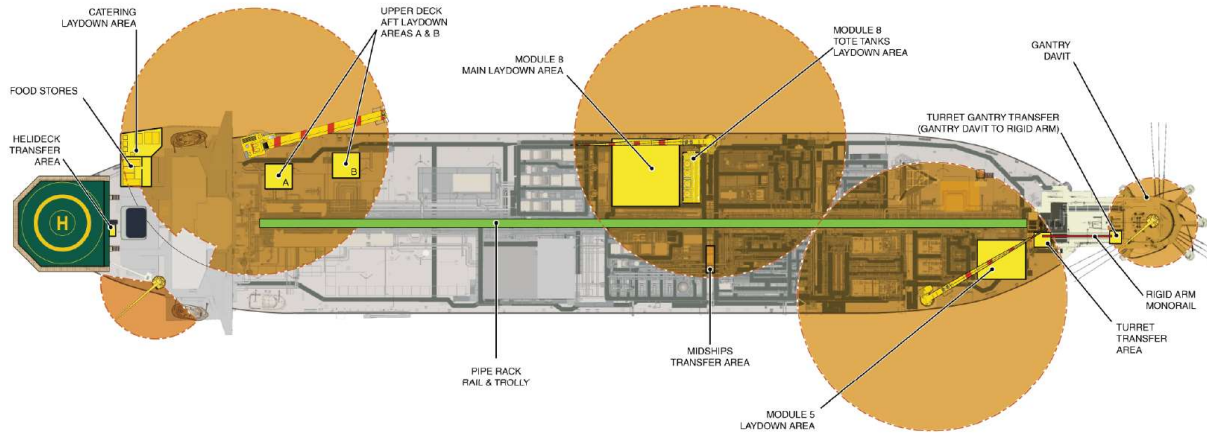 CATERING
LAYDOWN AREA
UPPER DECK
AFT LAYDOWN
AREAS A & B
MODULE 8
MAIN LAYDOWN AREA
MODULE 8
TOTE TANKS
LAYDOWN AREA
GANTRY
DAVIT
FOOD STORES
TURRET GANTRY TRANSFER
(GANTRY DAVIT TO RIGID ARM)
HELIDECK
TRANSFER
AREA
A
B
H
RIGID ARM
MONORAIL
TURRET
TRANSFER
AREA
MIDSHIPS
TRANSFER AREA
PIPE RACK
RAIL & TROLLY
MODULE 5
LAYDOWN AREA